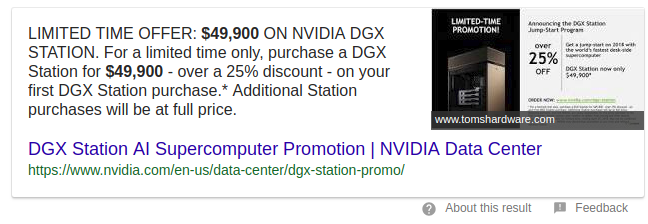 LIMITED TIME OFFER: $49,900 ON NVIDIA DGX
STATION. For a limited time only, purchase a DGX
Station for $49,900 - over a 25% discount - on your
first DGX Station purchase.* Additional Station
purchases will be at full price.
LIMITED-TIME
PROMOTION!
Announcing the DGX Station
Jump-Start Program
over
25%
OFF
Get a jump-start on 2018 with
the world's fastest desk-side
supercomputer
DGX Station now only
$49,900*
ORDER NOW: www.nvidia.com/dgx-station
www.tomshardware.com
DGX Station AI Supercomputer Promotion | NVIDIA Data Center
https://www.nvidia.com/en-us/data-center/dgx-station-promo/
About this result
Feedback